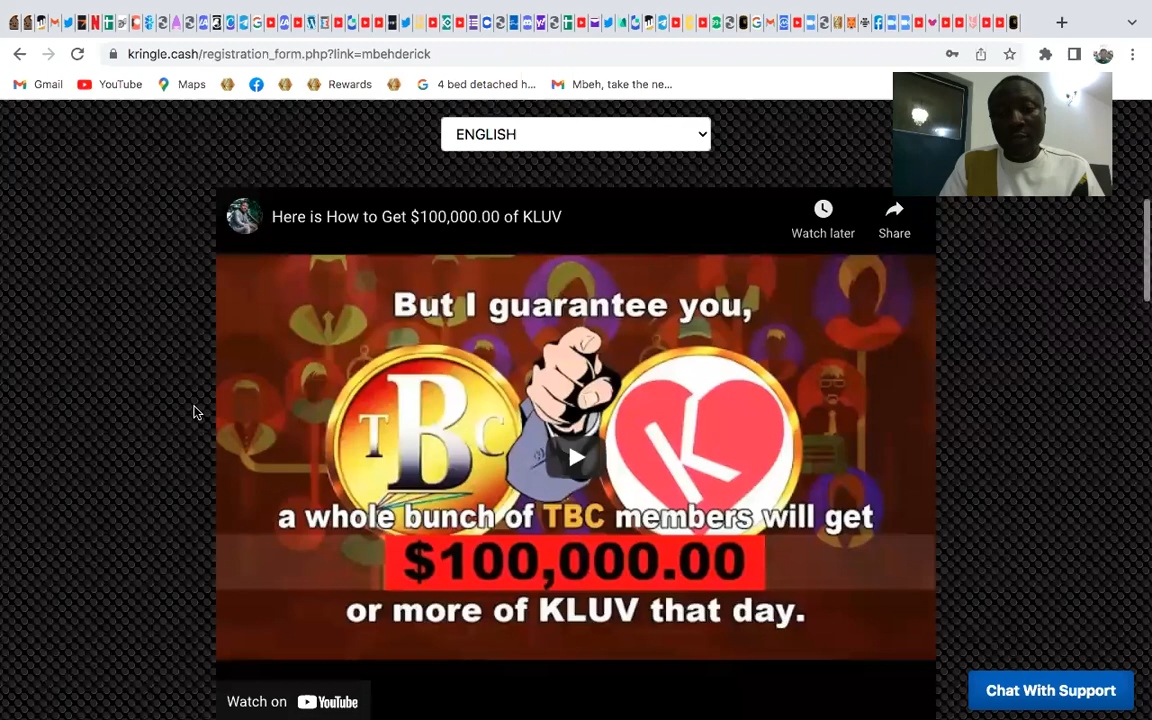 kringle.cash/registration_form.php?link=mbehderick
Gmail
YouTube
Maps
Rewards
4 bed detached h...
Mbeh, take the ne...
ENGLISH
Here is How to Get $100,000.00 of KLUV
Watch later
Share
But I guarantee you,
TBC
K
a whole bunch of TBC members will get
$100,000.00
or more of KLUV that day.
Watch on YouTube
Chat With Support